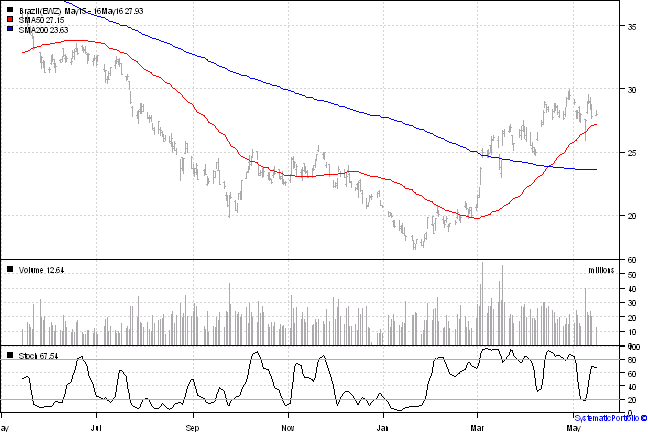 Brazil(EWZ) May15 - 16May16 27.93
SMA50 27.15
SMA200 23.63
35
30
25
20
Volume 12.64
millions
60
50
40
30
20
10
0
Stoch 67.54
100
80
60
40
20
0
ay Jul Sep Nov Jan Mar May
SystematicPortfolio ©